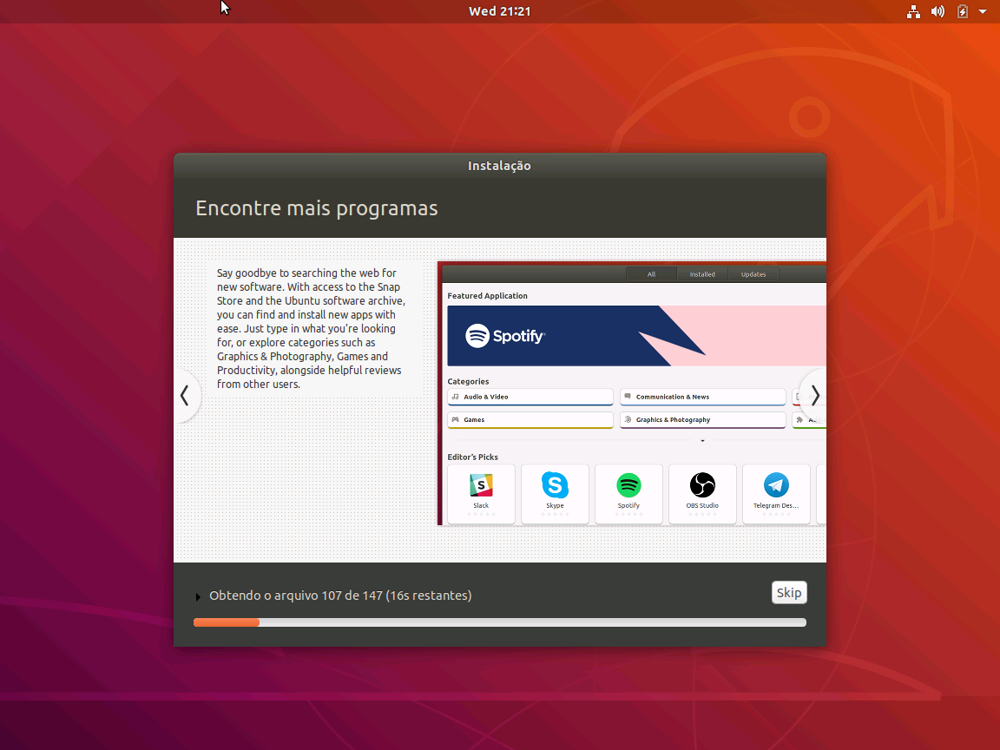 Wed 21:21
Instalação
Encontre mais programas
Say goodbye to searching the web for
new software. With access to the Snap
Store and the Ubuntu software archive,
you can find and install new apps with
ease. Just type in what you're looking
for, or explore categories such as
Graphics & Photography, Games and
Productivity, alongside helpful reviews
from other users.
All Installed Updates
Featured Application
Spotify
Categories
Audio & Video Communication & News
Games Graphics & Photography
Editor's Picks
S S
Slack Skype Spotify OBS Studio Telegram Des...
Obtendo o arquivo 107 de 147 (16s restantes)
Skip